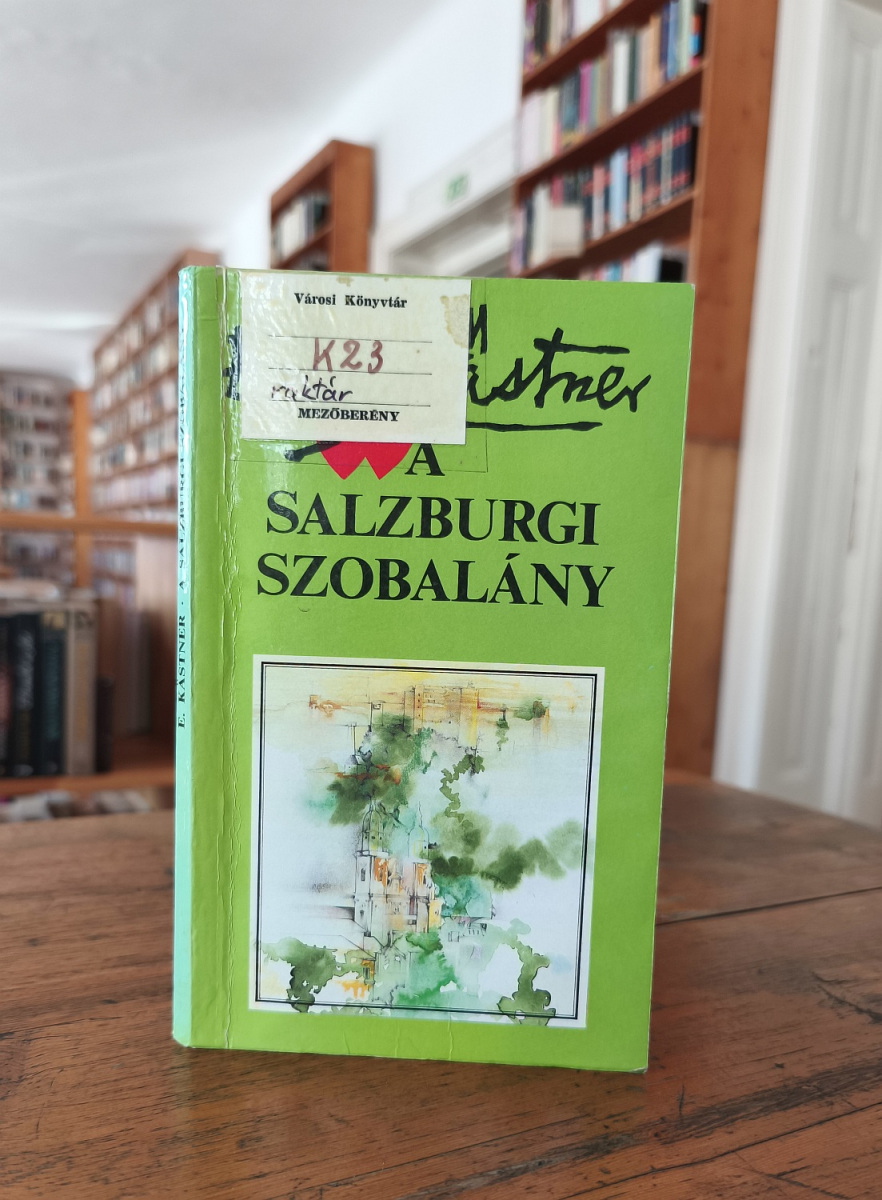 Városi Könyvtár
K23
raktár
MEZŐBERÉNY
Kästner
A
SALZBURGI
SZOBALÁNY
E. KÄSTNER · A SALZBURGI SZOBALÁNY